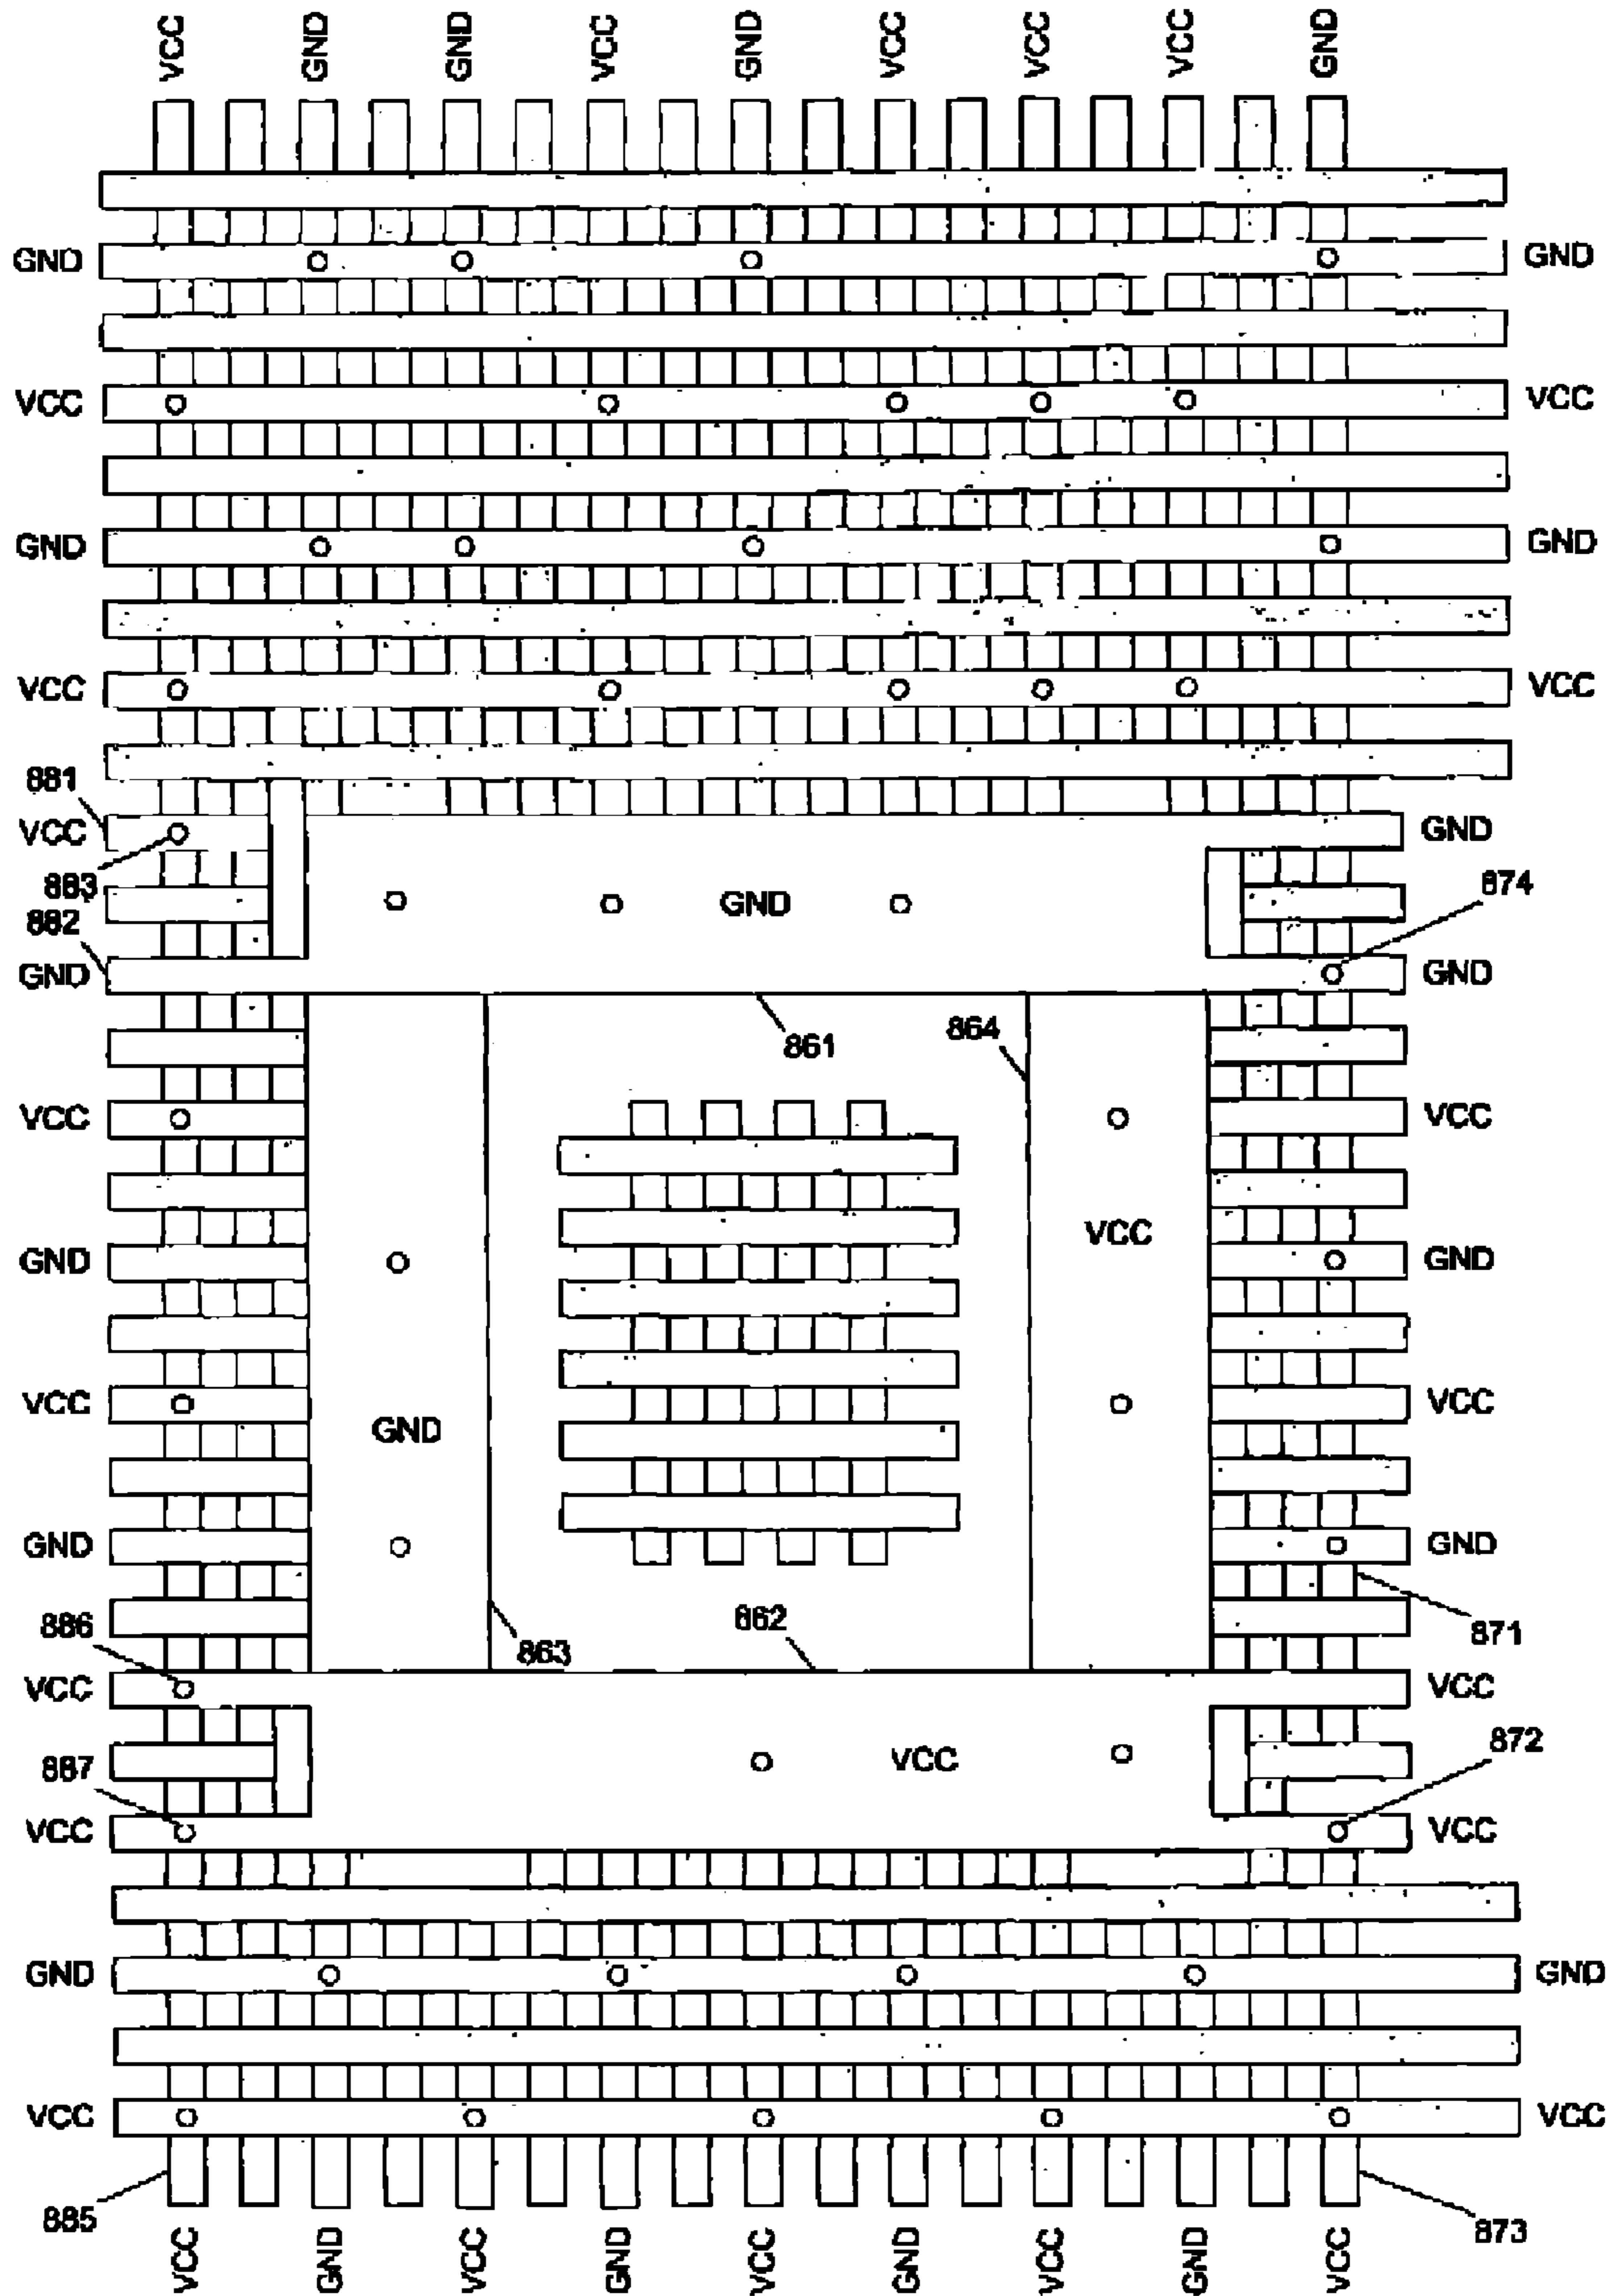 VCC GND GND VCC GND VCC VCC VCC GND
GND GND
VCC VCC
GND GND
VCC VCC
881
VCC GND
883 874
882 GND
GND GND
861 864
VCC VCC
VCC
GND GND
VCC VCC
GND
GND GND
886 863 862 871
VCC VCC
887 VCC 872
VCC VCC
GND GND
VCC VCC
885 873
VCC GND VCC GND VCC GND VCC GND VCC